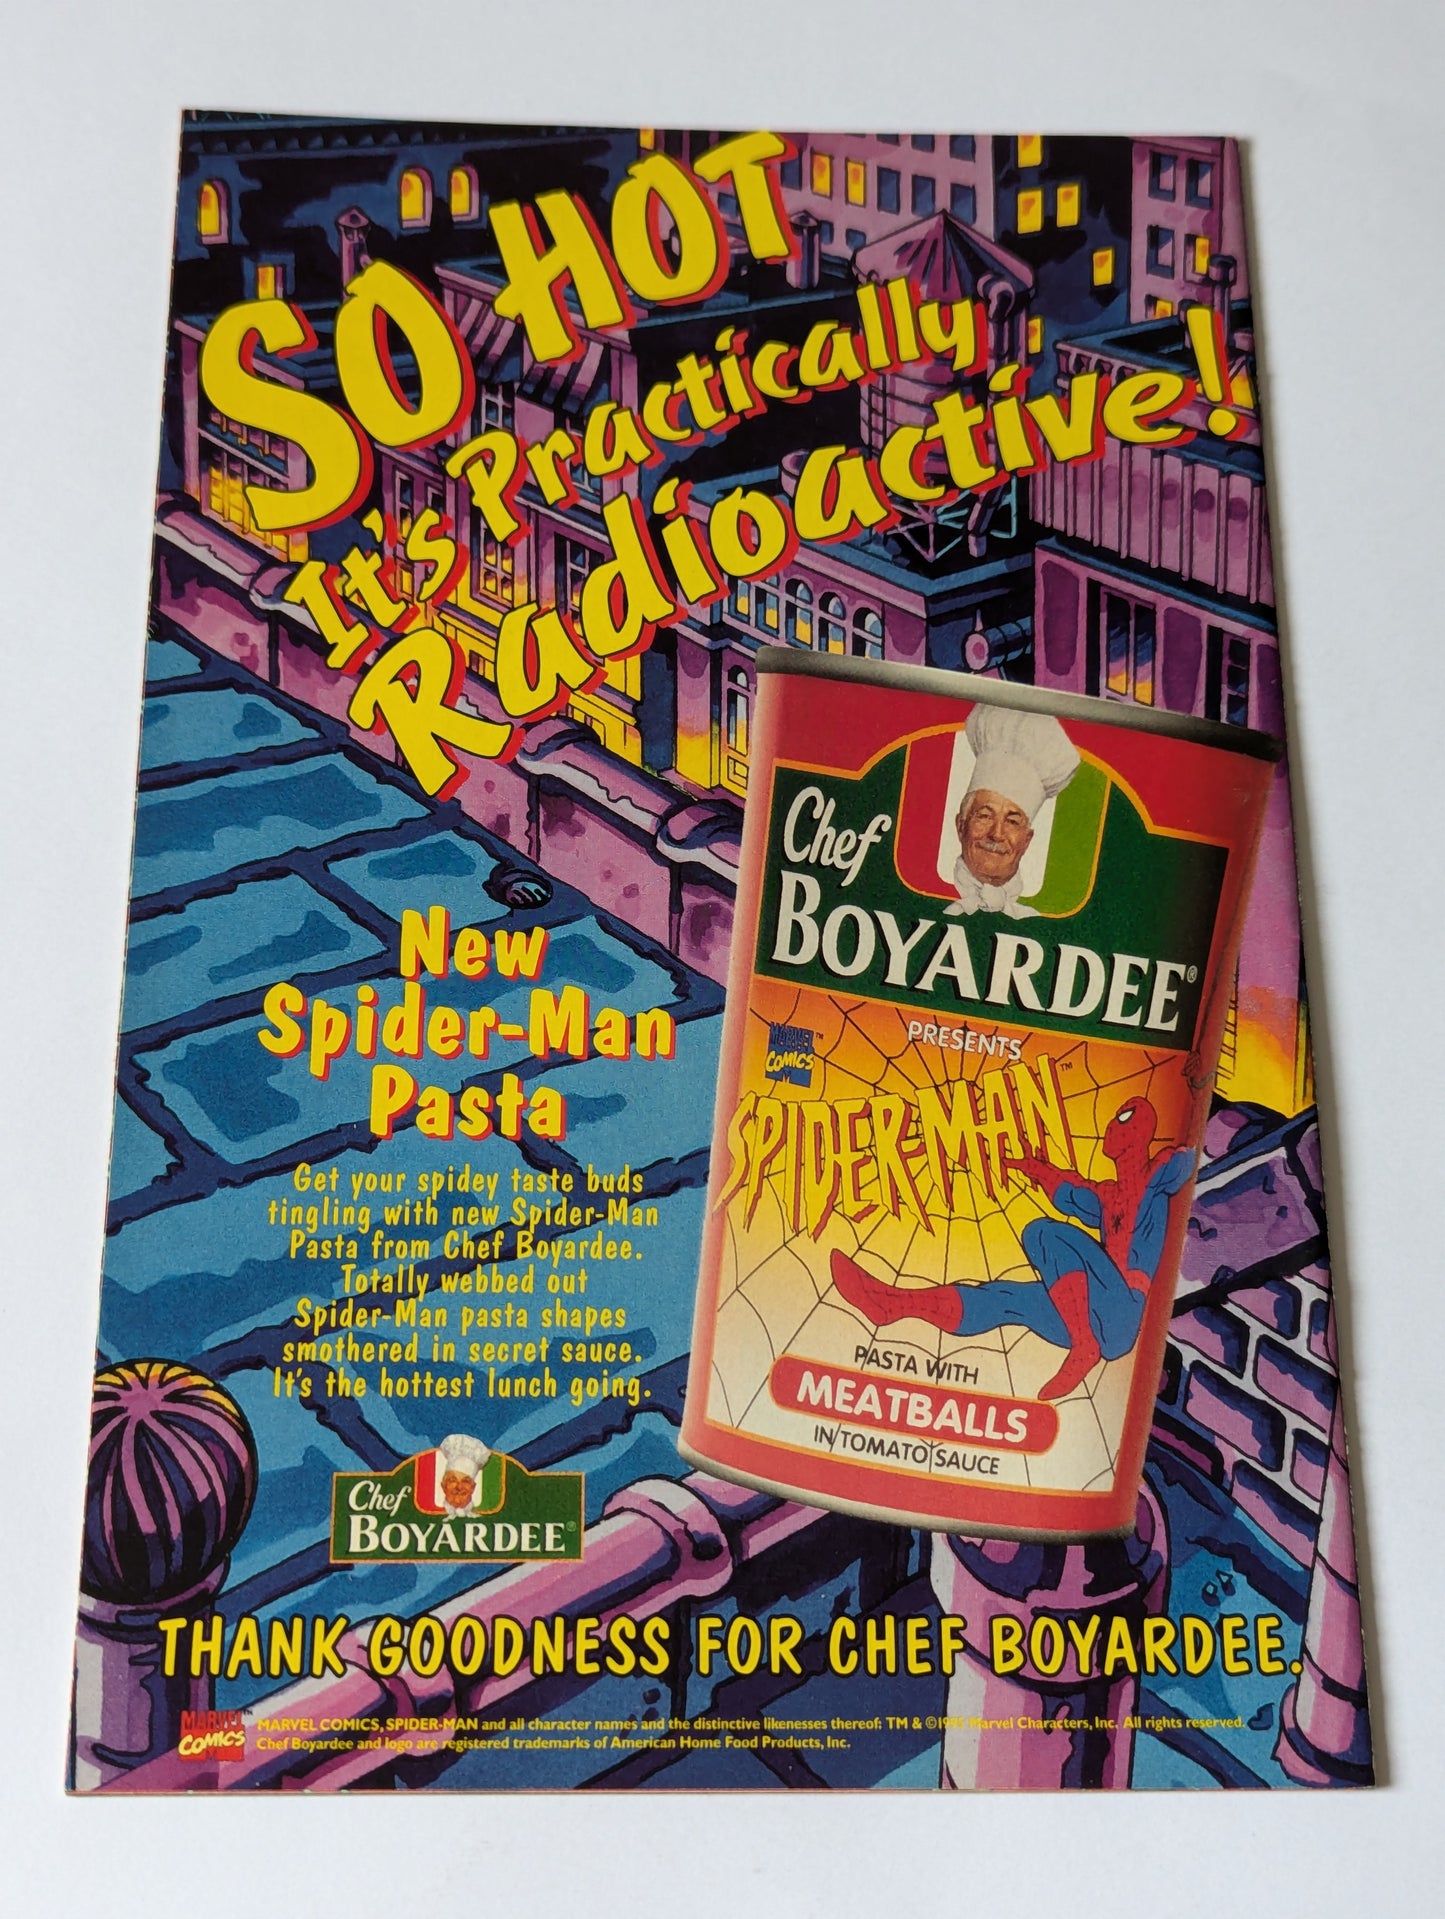 SO HOT
It's Practically
Radioactive!
Chef
BOYARDEE®
PRESENTS
MARVEL™
COMICS
SPIDER-MAN™
PASTA WITH
MEATBALLS
IN TOMATO SAUCE
New
Spider-Man
Pasta
Get your spidey taste buds
tingling with new Spider-Man
Pasta from Chef Boyardee.
Totally webbed out
Spider-Man pasta shapes
smothered in secret sauce.
It's the hottest lunch going.
Chef
BOYARDEE®
THANK GOODNESS FOR CHEF BOYARDEE.
MARVEL™
COMICS
MARVEL COMICS, SPIDER-MAN and all character names and the distinctive likenesses thereof: TM & ©1995 Marvel Characters, Inc. All rights reserved.
Chef Boyardee and logo are registered trademarks of American Home Food Products, Inc.